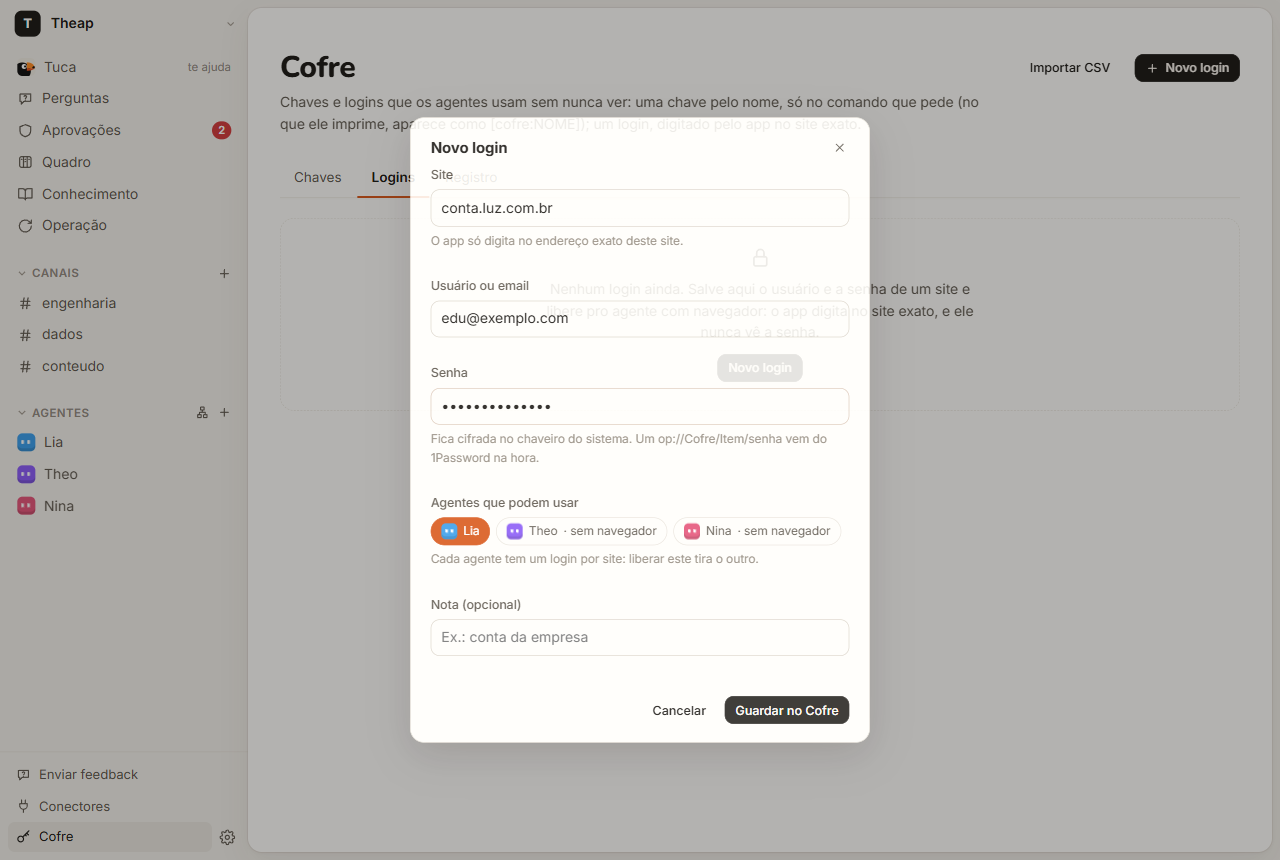 T Theap
Tuca te ajuda
Perguntas
Aprovações 2
Quadro
Conhecimento
Operação
CANAIS
# engenharia
# dados
# conteudo
AGENTES
Lia
Theo
Nina
Enviar feedback
Conectores
Cofre
Cofre
Importar CSV
+ Novo login
Chaves e logins que os agentes usam sem nunca ver: uma chave pelo nome, só no comando que pede (no
que ele imprime, aparece como [cofre:NOME]); um login, digitado pelo app no site exato.
Chaves Logins Registro
Nenhum login ainda. Salve aqui o usuário e a senha de um site e
libere pro agente com navegador: o app digita no site exato, e ele
nunca vê a senha.
Novo login
Novo login
Site
conta.luz.com.br
O app só digita no endereço exato deste site.
Usuário ou email
edu@exemplo.com
Senha
••••••••••••••
Fica cifrada no chaveiro do sistema. Um op://Cofre/Item/senha vem do
1Password na hora.
Agentes que podem usar
Lia Theo · sem navegador Nina · sem navegador
Cada agente tem um login por site: liberar este tira o outro.
Nota (opcional)
Ex.: conta da empresa
Cancelar Guardar no Cofre